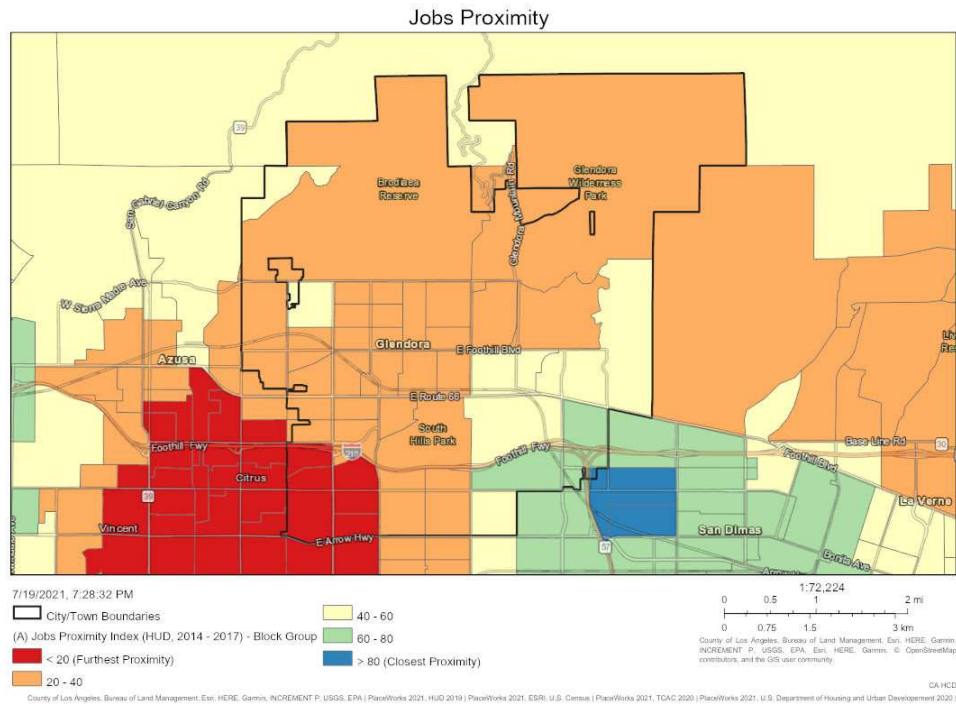 Jobs Proximity
39
San Gabriel Canyon Rd
Brodiaea
Reserve
Glendora
Wilderness
Park
Glendora Mountain Rd
W Sierra Madre Ave
Azusa
Glendora
E Foothill Blvd
E Route 66
South
Hills Park
Foothill Fwy
210
Foothill Fwy
Base Line Rd
30
Foothill Blvd
Citrus
39
Vincent
E Arrow Hwy
57
San Dimas
La Verne
Bonita Ave
7/19/2021, 7:28:32 PM
City/Town Boundaries
(A) Jobs Proximity Index (HUD, 2014 - 2017) - Block Group
< 20 (Furthest Proximity)
20 - 40
40 - 60
60 - 80
> 80 (Closest Proximity)
1:72,224
0 0.5 1 2 mi
0 0.75 1.5 3 km
County of Los Angeles, Bureau of Land Management, Esri, HERE, Garmin,
INCREMENT P, USGS, EPA, Esri, HERE, Garmin, © OpenStreetMap
contributors, and the GIS user community
CA HCD
County of Los Angeles, Bureau of Land Management, Esri, HERE, Garmin, INCREMENT P, USGS, EPA | PlaceWorks 2021, HUD 2019 | PlaceWorks 2021, ESRI, U.S. Census | PlaceWorks 2021, TCAC 2020 | PlaceWorks 2021, U.S. Department of Housing and Urban Developement 2020 |